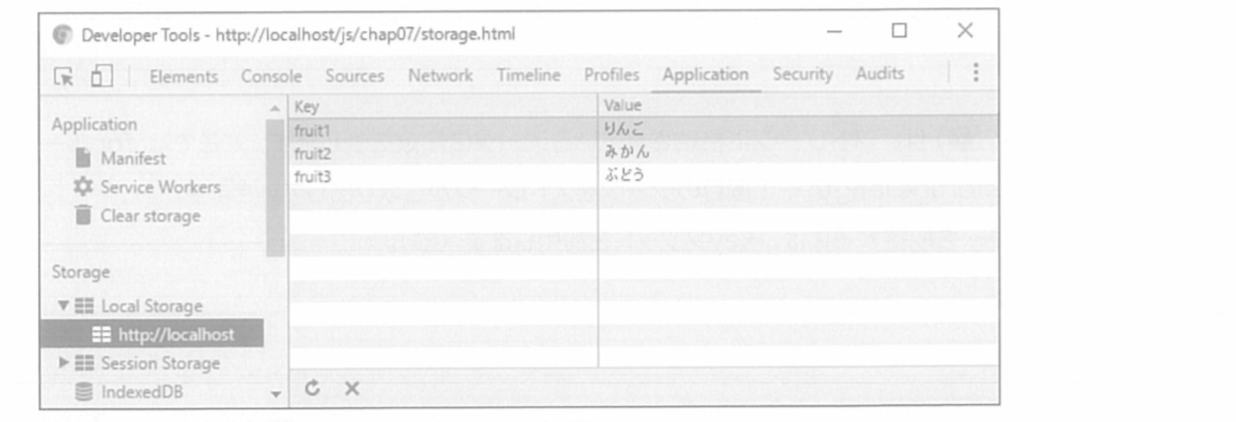 Developer Tools - http://localhost/js/chap07/storage.html
Elements Console Sources Network Timeline Profiles Application Security Audits
Key Value
Application
fruit1 りんご
Manifest
fruit2 みかん
fruit3 ぶどう
Service Workers
Clear storage
Storage
Local Storage
http://localhost
Session Storage
IndexedDB